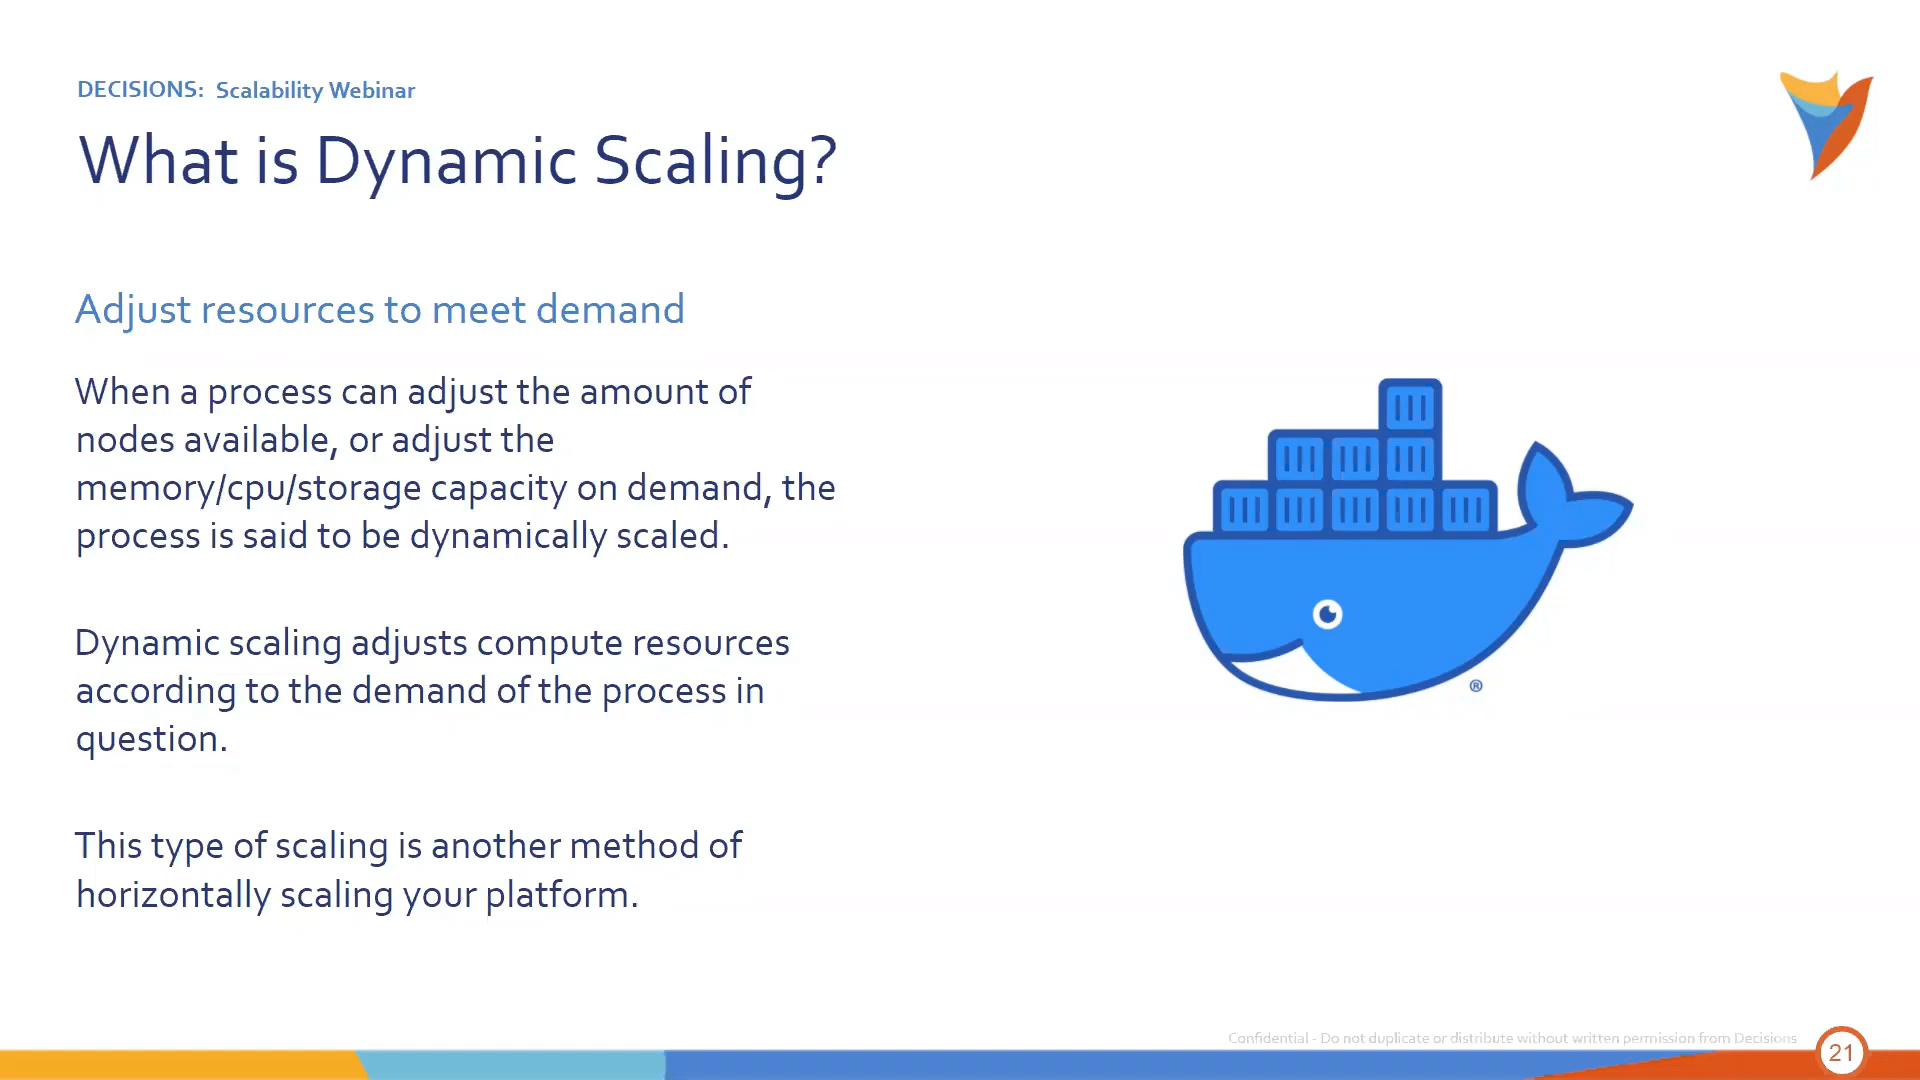 DECISIONS: Scalability Webinar
What is Dynamic Scaling?
Adjust resources to meet demand
When a process can adjust the amount of
nodes available, or adjust the
memory/cpu/storage capacity on demand, the
process is said to be dynamically scaled.
Dynamic scaling adjusts compute resources
according to the demand of the process in
question.
This type of scaling is another method of
horizontally scaling your platform.
®
Confidential - Do not duplicate or distribute without written permission from Decisions
21